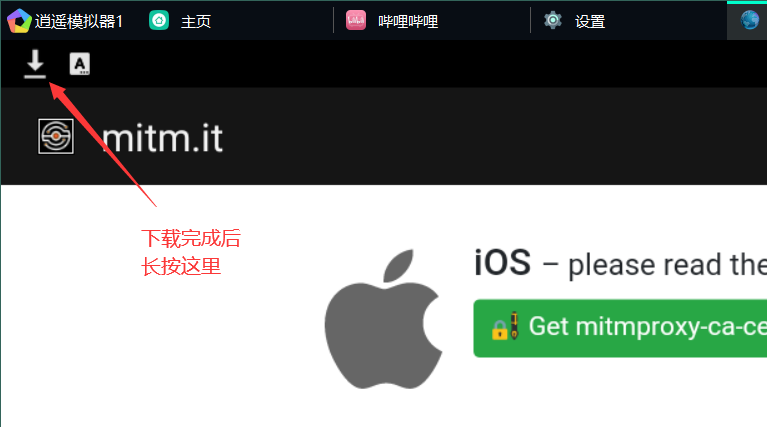 逍遥模拟器1 主页 哔哩哔哩 设置
A
mitm.it
下载完成后
长按这里
iOS – please read the
Get mitmproxy-ca-ce